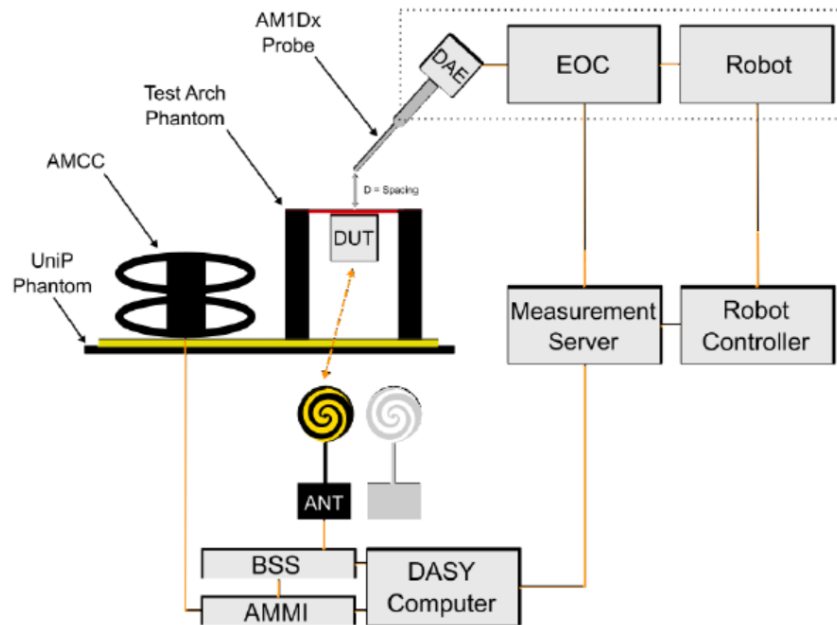 AM1Dx
Probe
DAE
EOC
Robot
Test Arch
Phantom
AMCC
D = Spacing
DUT
UniP
Phantom
Measurement
Server
Robot
Controller
ANT
BSS
DASY
Computer
AMMI